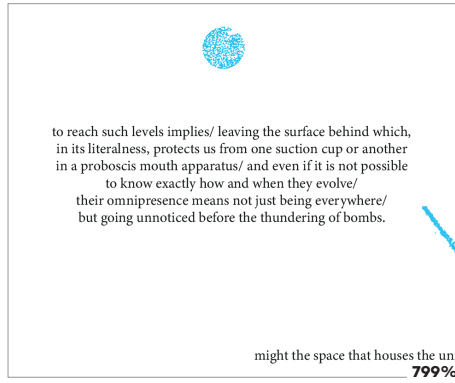 to reach such levels implies/ leaving the surface behind which,
in its literalness, protects us from one suction cup or another
in a proboscis mouth apparatus/ and even if it is not possible
to know exactly how and when they evolve/
their omnipresence means not just being everywhere/
but going unnoticed before the thundering of bombs.
might the space that houses the un
799%